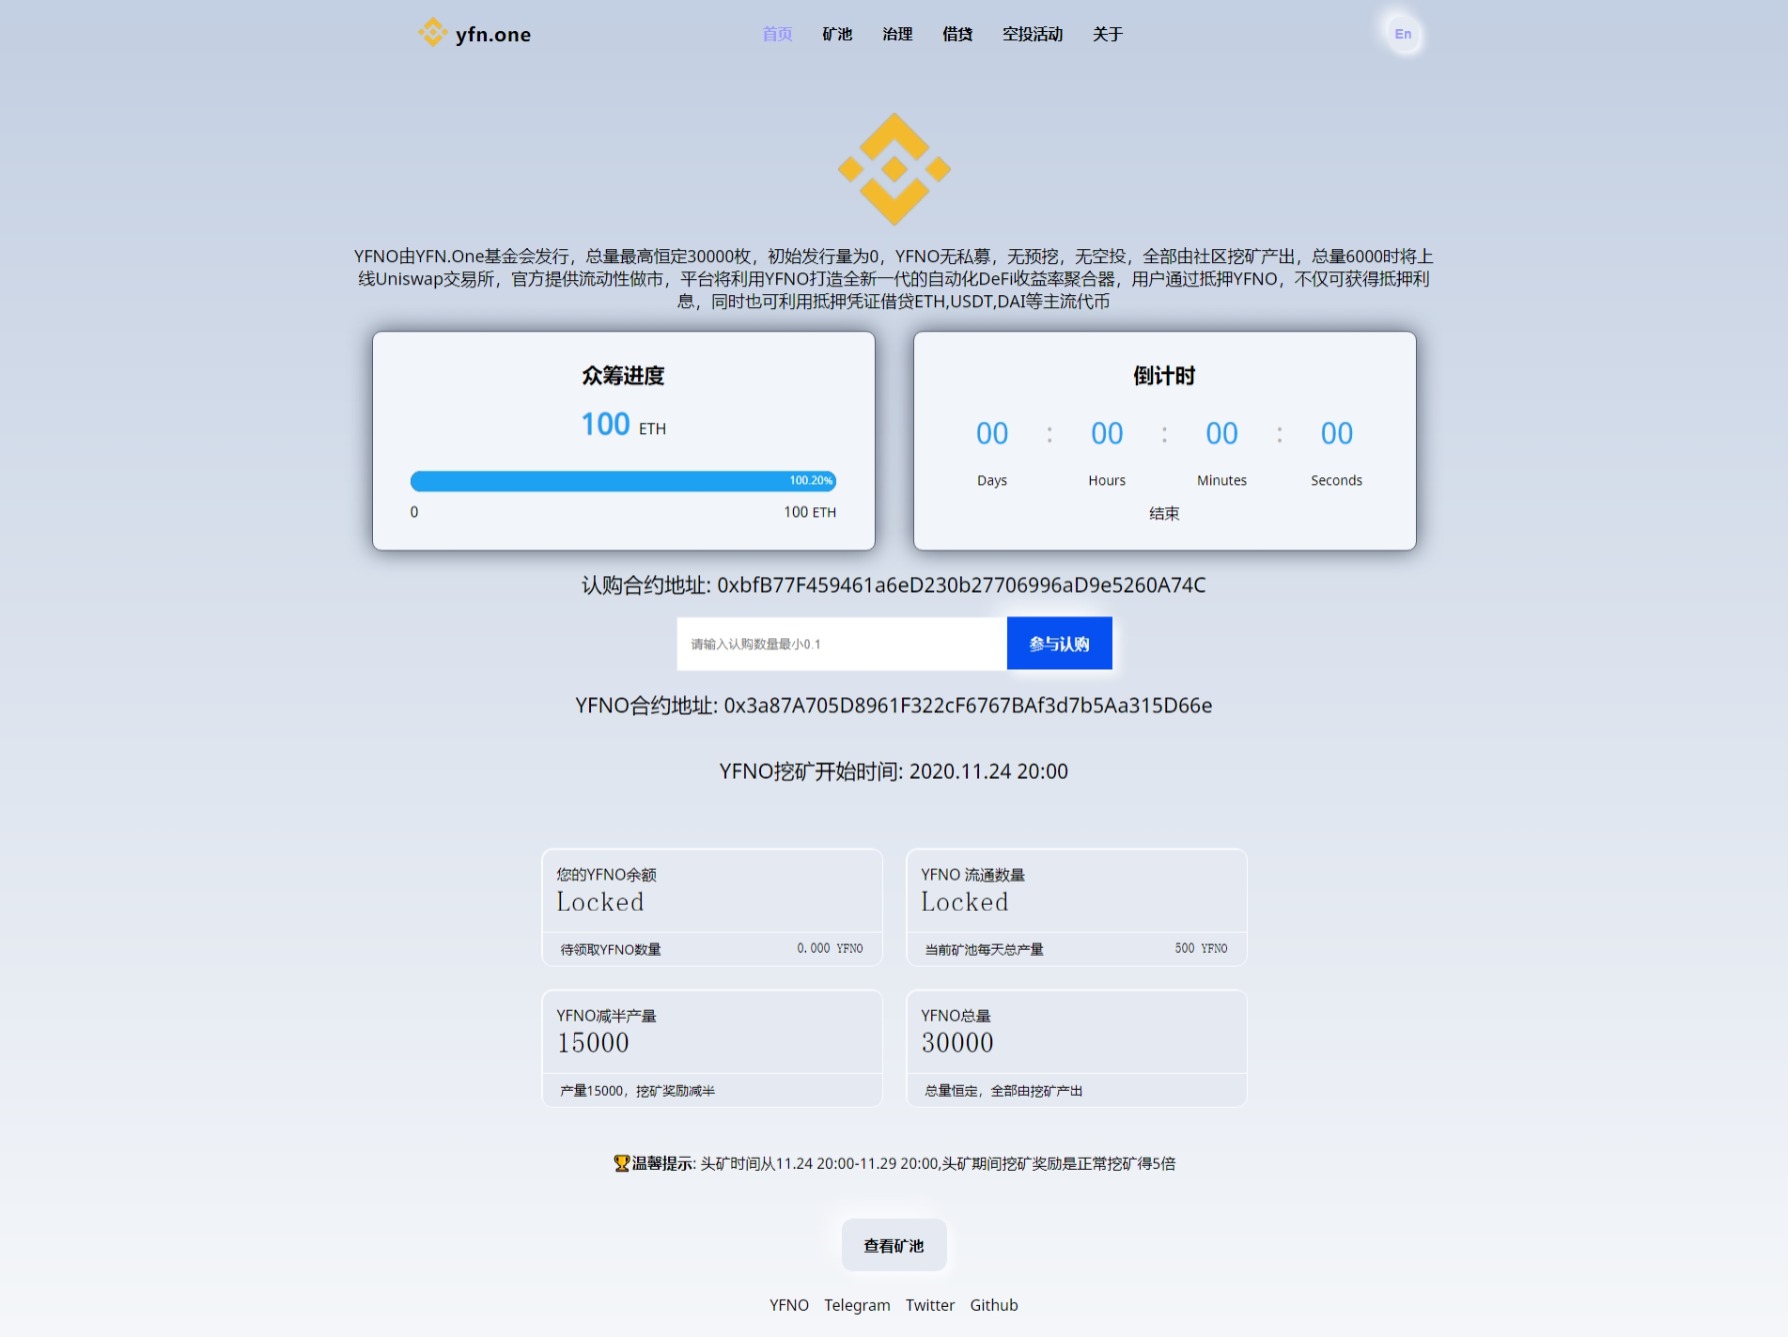 yfn.one
首页 矿池 治理 借贷 空投活动 关于
En
YFNO由YFN.One基金会发行，总量最高恒定30000枚，初始发行量为0，YFNO无私募，无预挖，无空投，全部由社区挖矿产出，总量6000时将上
线Uniswap交易所，官方提供流动性做市，平台将利用YFNO打造全新一代的自动化DeFi收益率聚合器，用户通过抵押YFNO，不仅可获得抵押利
息，同时也可利用抵押凭证借贷ETH,USDT,DAI等主流代币
众筹进度
100 ETH
100.20%
0 100 ETH
倒计时
00 : 00 : 00 : 00
Days Hours Minutes Seconds
结束
认购合约地址: 0xbfB77F459461a6eD230b27706996aD9e5260A74C
请输入认购数量最小0.1
参与认购
YFNO合约地址: 0x3a87A705D8961F322cF6767BAf3d7b5Aa315D66e
YFNO挖矿开始时间: 2020.11.24 20:00
您的YFNO余额
Locked
待领取YFNO数量 0.000 YFNO
YFNO 流通数量
Locked
当前矿池每天总产量 500 YFNO
YFNO减半产量
15000
产量15000，挖矿奖励减半
YFNO总量
30000
总量恒定，全部由挖矿产出
🏆温馨提示: 头矿时间从11.24 20:00-11.29 20:00,头矿期间挖矿奖励是正常挖矿得5倍
查看矿池
YFNO Telegram Twitter Github